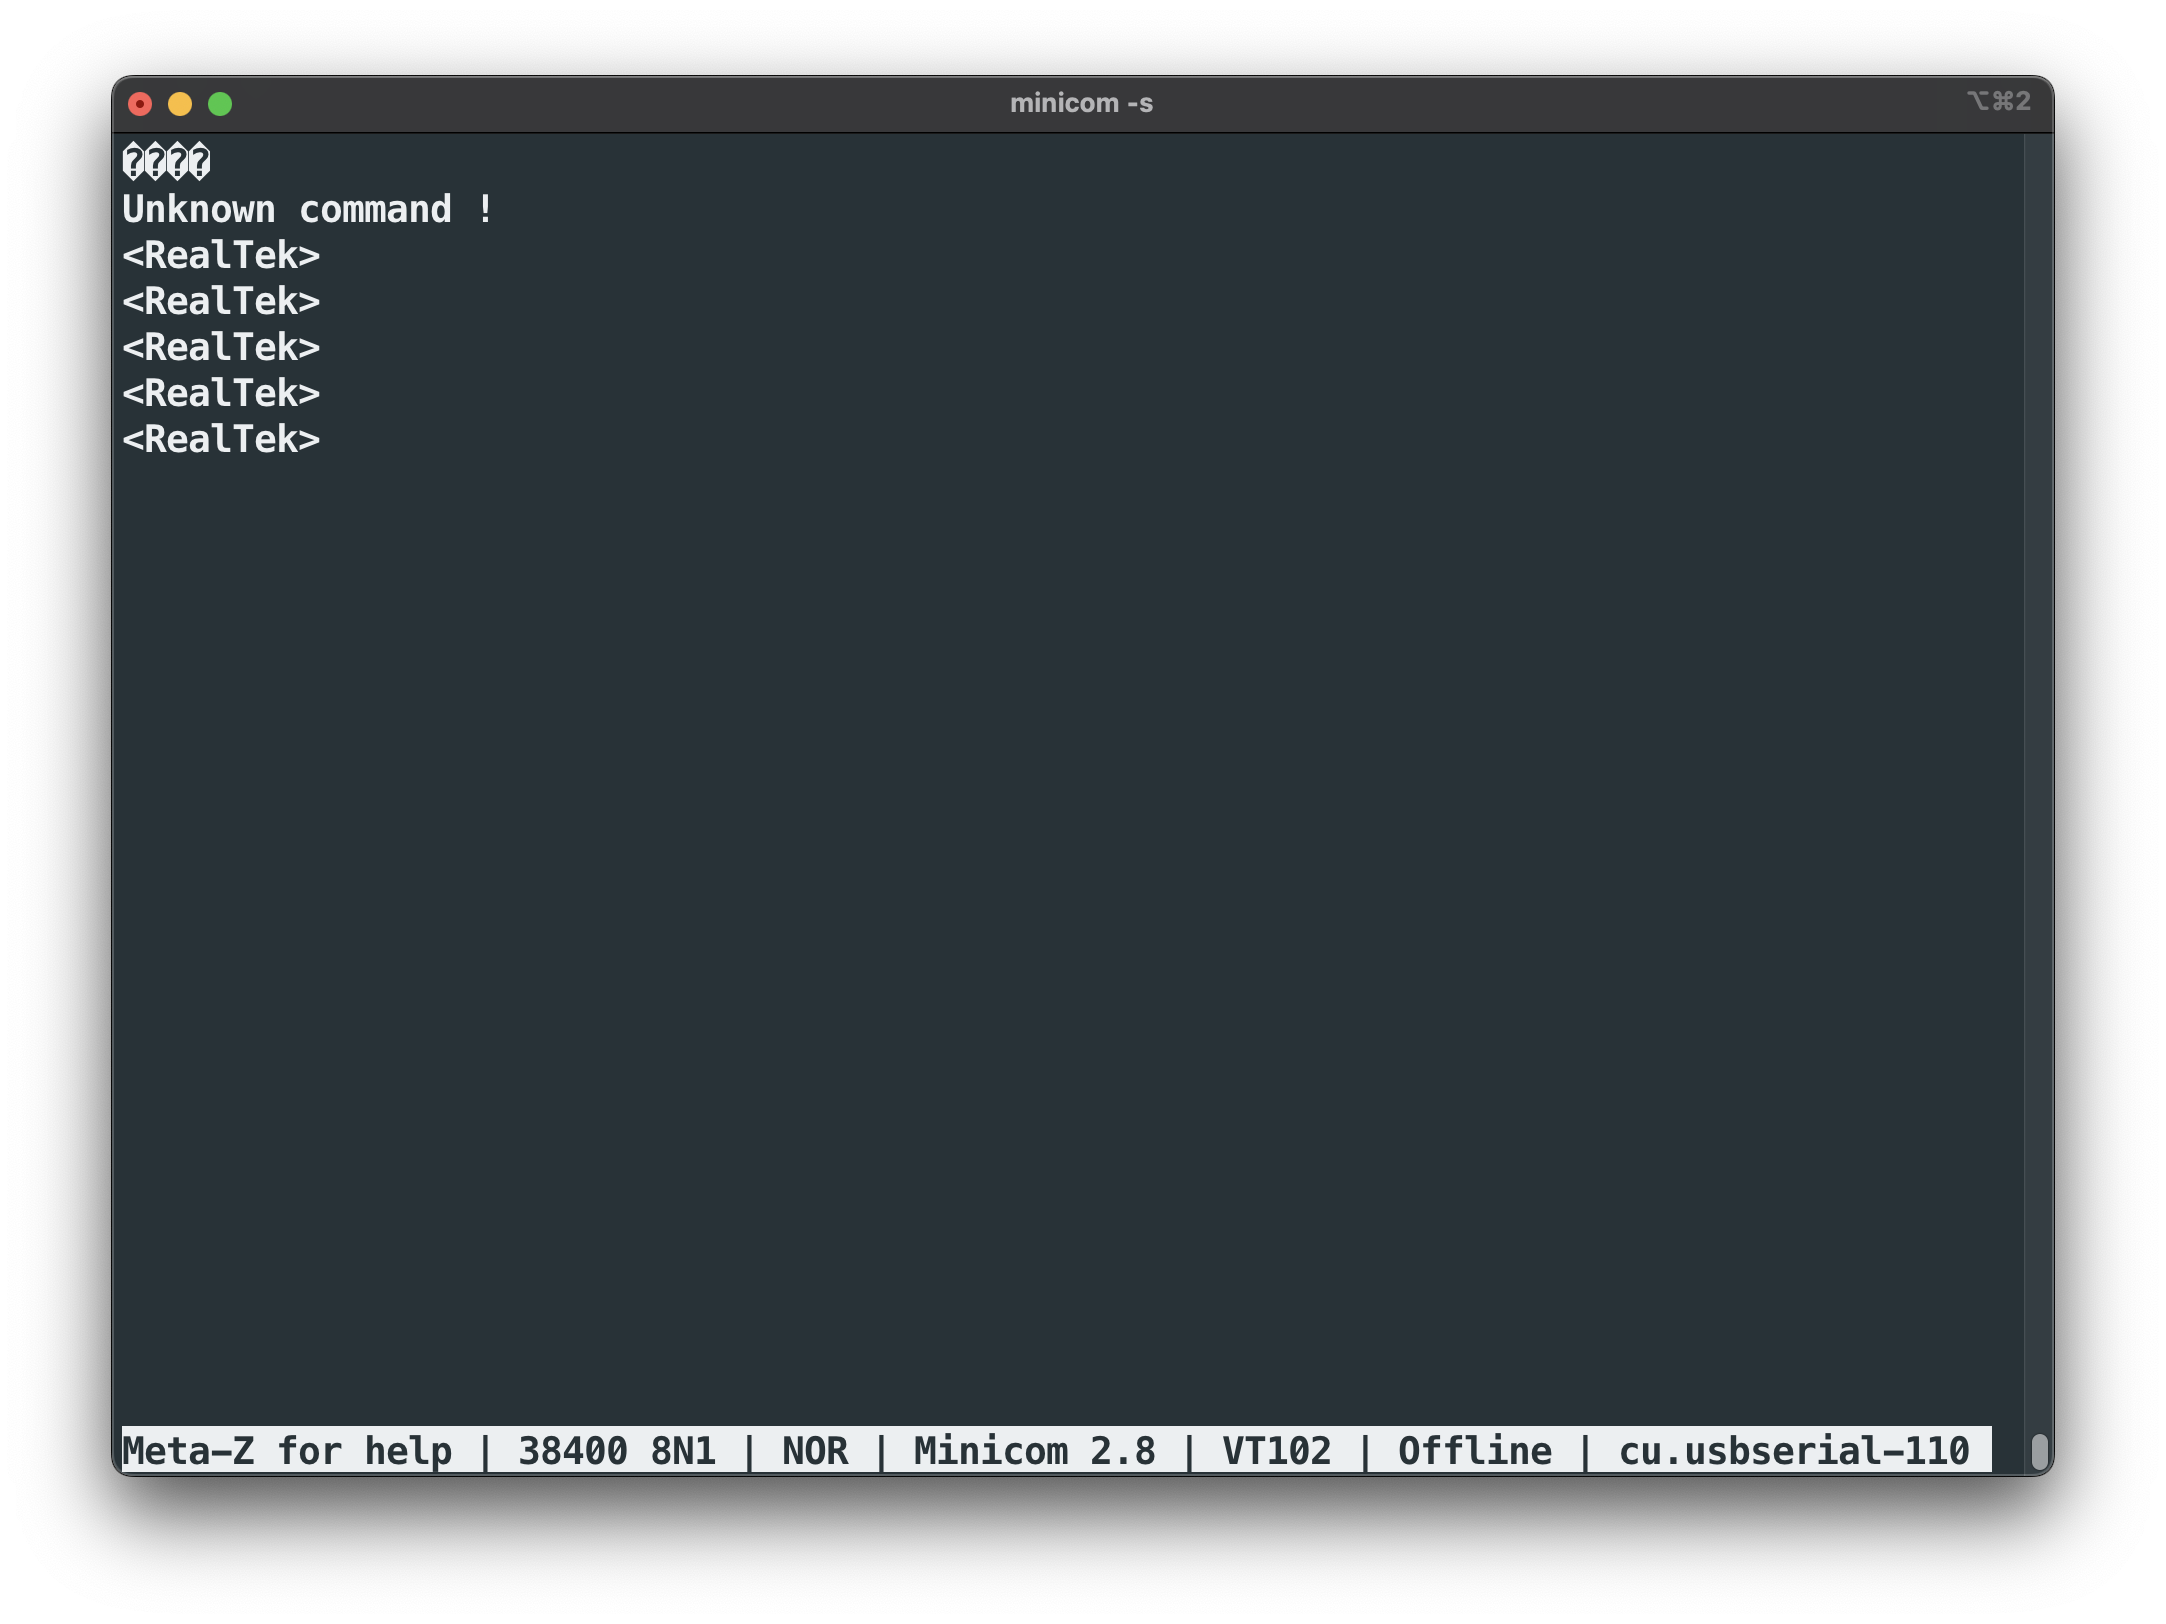 minicom -s
⌥⌘2
����
Unknown command !
<RealTek>
<RealTek>
<RealTek>
<RealTek>
<RealTek>
Meta-Z for help | 38400 8N1 | NOR | Minicom 2.8 | VT102 | Offline | cu.usbserial-110